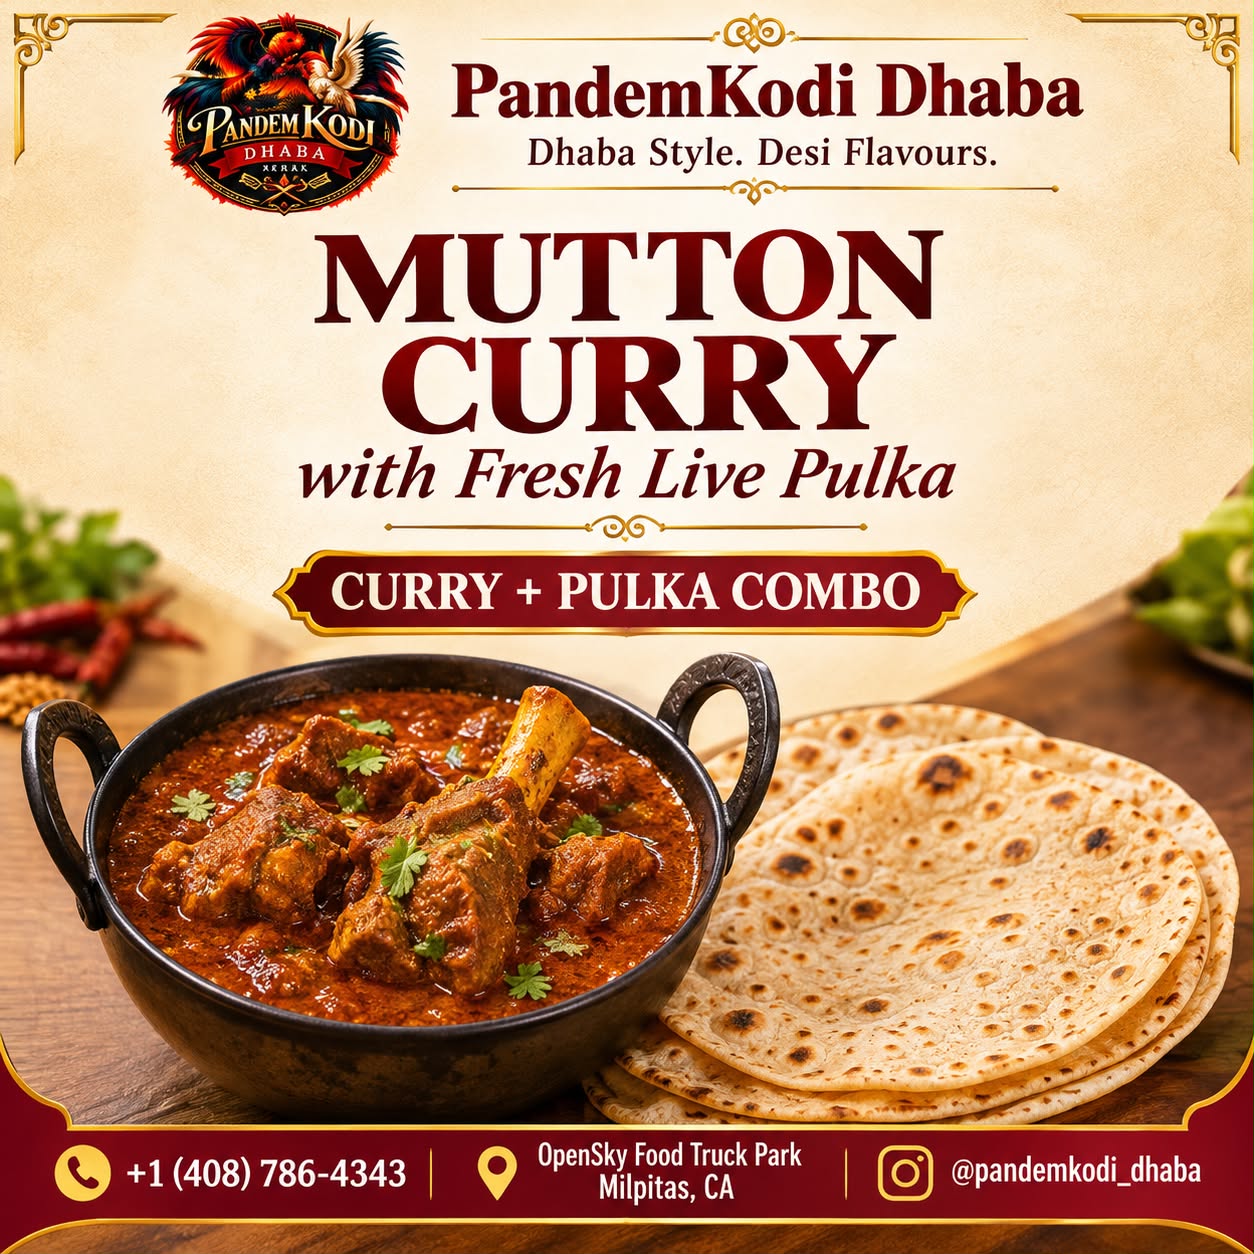 PANDEM KODI
DHABA
PandemKodi Dhaba
Dhaba Style. Desi Flavours.
MUTTON
CURRY
with Fresh Live Pulka
CURRY + PULKA COMBO
+1 (408) 786-4343
OpenSky Food Truck Park
Milpitas, CA
@pandemkodi_dhaba